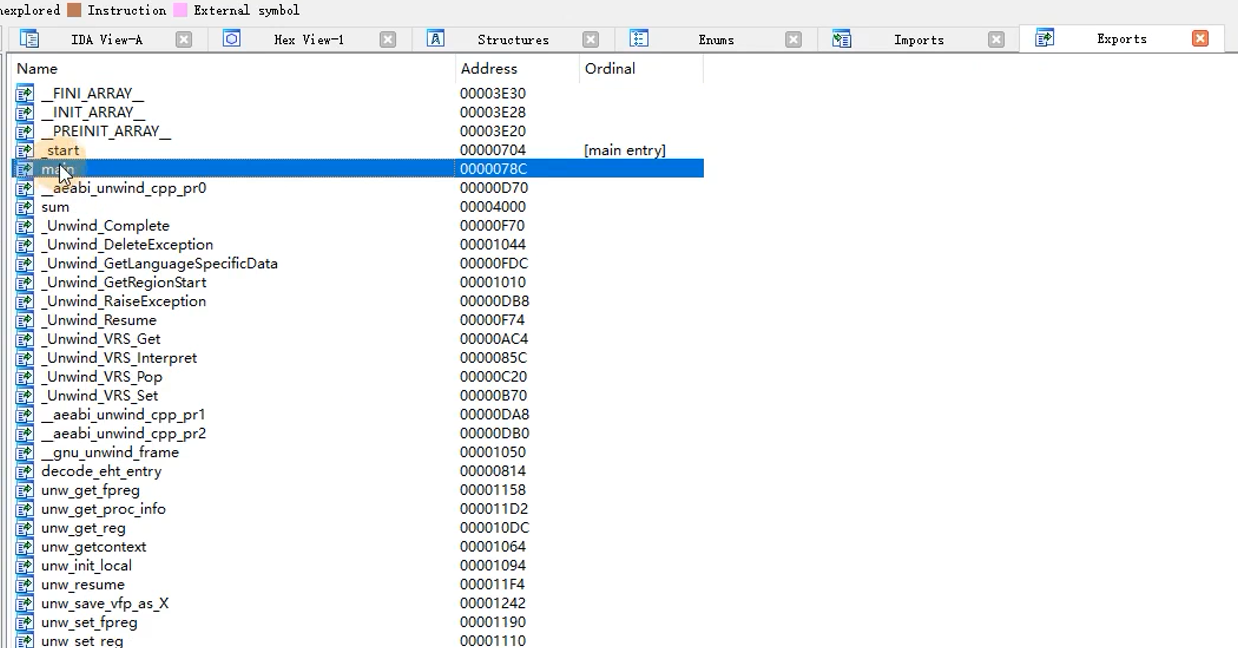 Instruction External symbol
IDA View-A Hex View-1 Structures Enums Imports Exports
Name Address Ordinal
__FINI_ARRAY__ 00003E30
__INIT_ARRAY__ 00003E28
__PREINIT_ARRAY__ 00003E20
_start 00000704 [main entry]
main 0000078C
__aeabi_unwind_cpp_pr0 00000D70
sum 00004000
_Unwind_Complete 00000F70
_Unwind_DeleteException 00001044
_Unwind_GetLanguageSpecificData 00000FDC
_Unwind_GetRegionStart 00001010
_Unwind_RaiseException 00000DB8
_Unwind_Resume 00000F74
_Unwind_VRS_Get 00000AC4
_Unwind_VRS_Interpret 0000085C
_Unwind_VRS_Pop 00000C20
_Unwind_VRS_Set 00000B70
__aeabi_unwind_cpp_pr1 00000DA8
__aeabi_unwind_cpp_pr2 00000DB0
__gnu_unwind_frame 00001050
decode_eht_entry 00000814
unw_get_fpreg 00001158
unw_get_proc_info 000011D2
unw_get_reg 000010DC
unw_getcontext 00001064
unw_init_local 00001094
unw_resume 000011F4
unw_save_vfp_as_X 00001242
unw_set_fpreg 00001190
unw_set_reg 00001110